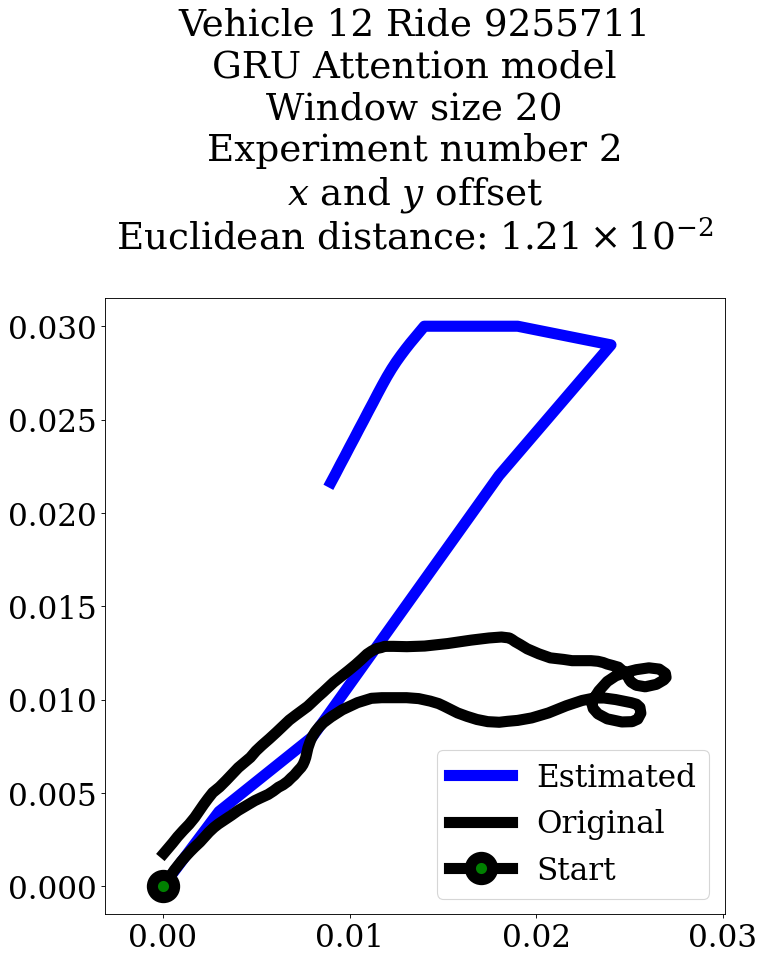 Vehicle 12 Ride 9255711
GRU Attention model
Window size 20
Experiment number 2
x and y offset
Euclidean distance: 1.21 × 10⁻²
0.030
0.025
0.020
0.015
0.010
0.005
0.000
Estimated
Original
Start
0.00 0.01 0.02 0.03